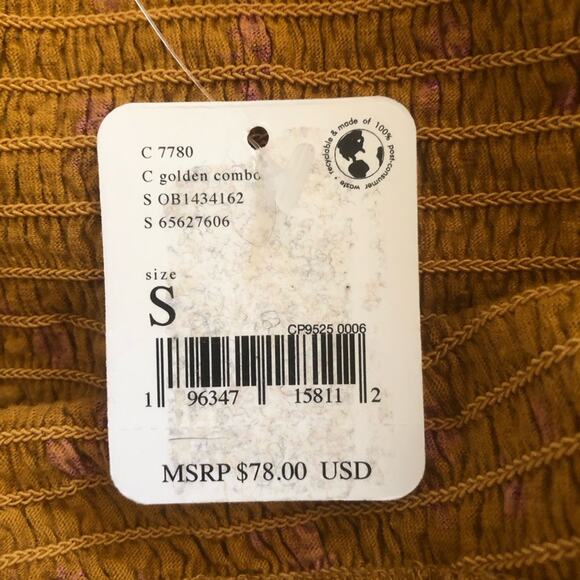 C 7780
C golden combo
S OB1434162
S 65627606
recyclable & made of 100% post-consumer waste •
size
S
CP9525 0006
1 96347 15811 2
MSRP $78.00 USD